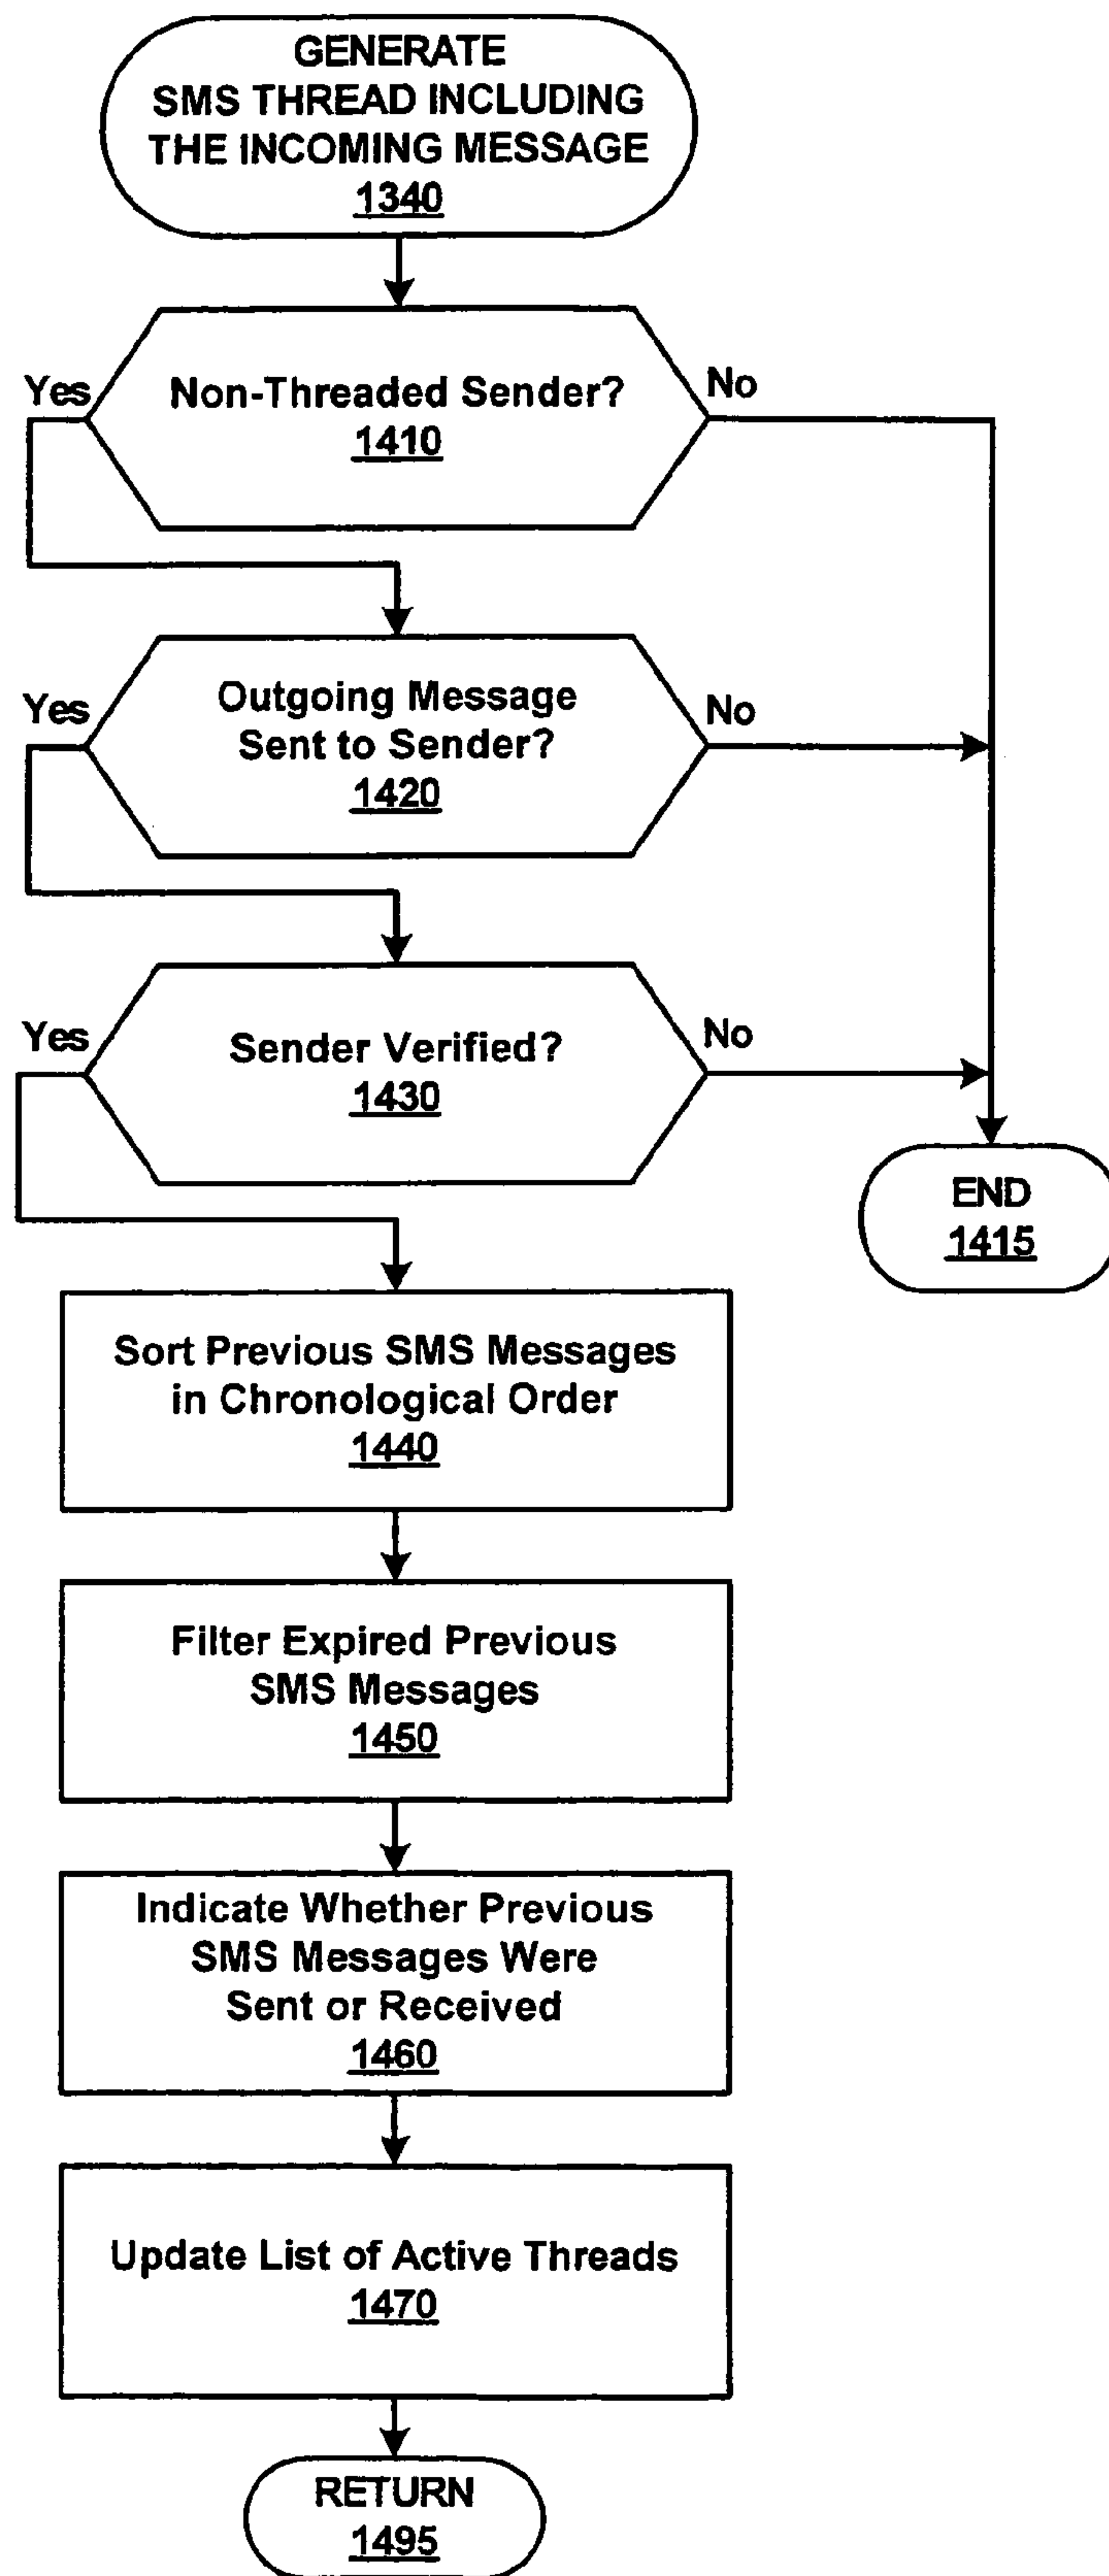 GENERATE
SMS THREAD INCLUDING
THE INCOMING MESSAGE
1340
Yes
Non-Threaded Sender?
1410
No
Yes
Outgoing Message
Sent to Sender?
1420
No
Yes
Sender Verified?
1430
No
END
1415
Sort Previous SMS Messages
in Chronological Order
1440
Filter Expired Previous
SMS Messages
1450
Indicate Whether Previous
SMS Messages Were
Sent or Received
1460
Update List of Active Threads
1470
RETURN
1495